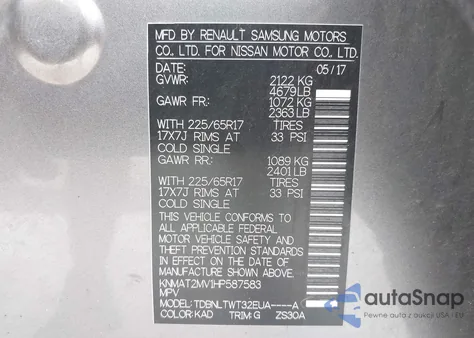 MFD BY RENAULT SAMSUNG MOTORS
CO., LTD. FOR NISSAN MOTOR CO., LTD.
DATE: 05/17
GVWR: 2122 KG
4679 LB
GAWR FR: 1072 KG
2363 LB
WITH 225/65R17 TIRES
17X7J RIMS AT 33 PSI
COLD SINGLE
GAWR RR: 1089 KG
2401 LB
WITH 225/65R17 TIRES
17X7J RIMS AT 33 PSI
COLD SINGLE
THIS VEHICLE CONFORMS TO
ALL APPLICABLE FEDERAL
MOTOR VEHICLE SAFETY AND
THEFT PREVENTION
STANDARDS IN EFFECT ON
THE DATE OF MANUFACTURE
SHOWN ABOVE.
KNMAT2MV1HP587583
MPV
MODEL: TDBNLTWT32EUA----A
COLOR: KAD TRIM: G ZS30A
autoSnap
Pewne auto z USA / EU